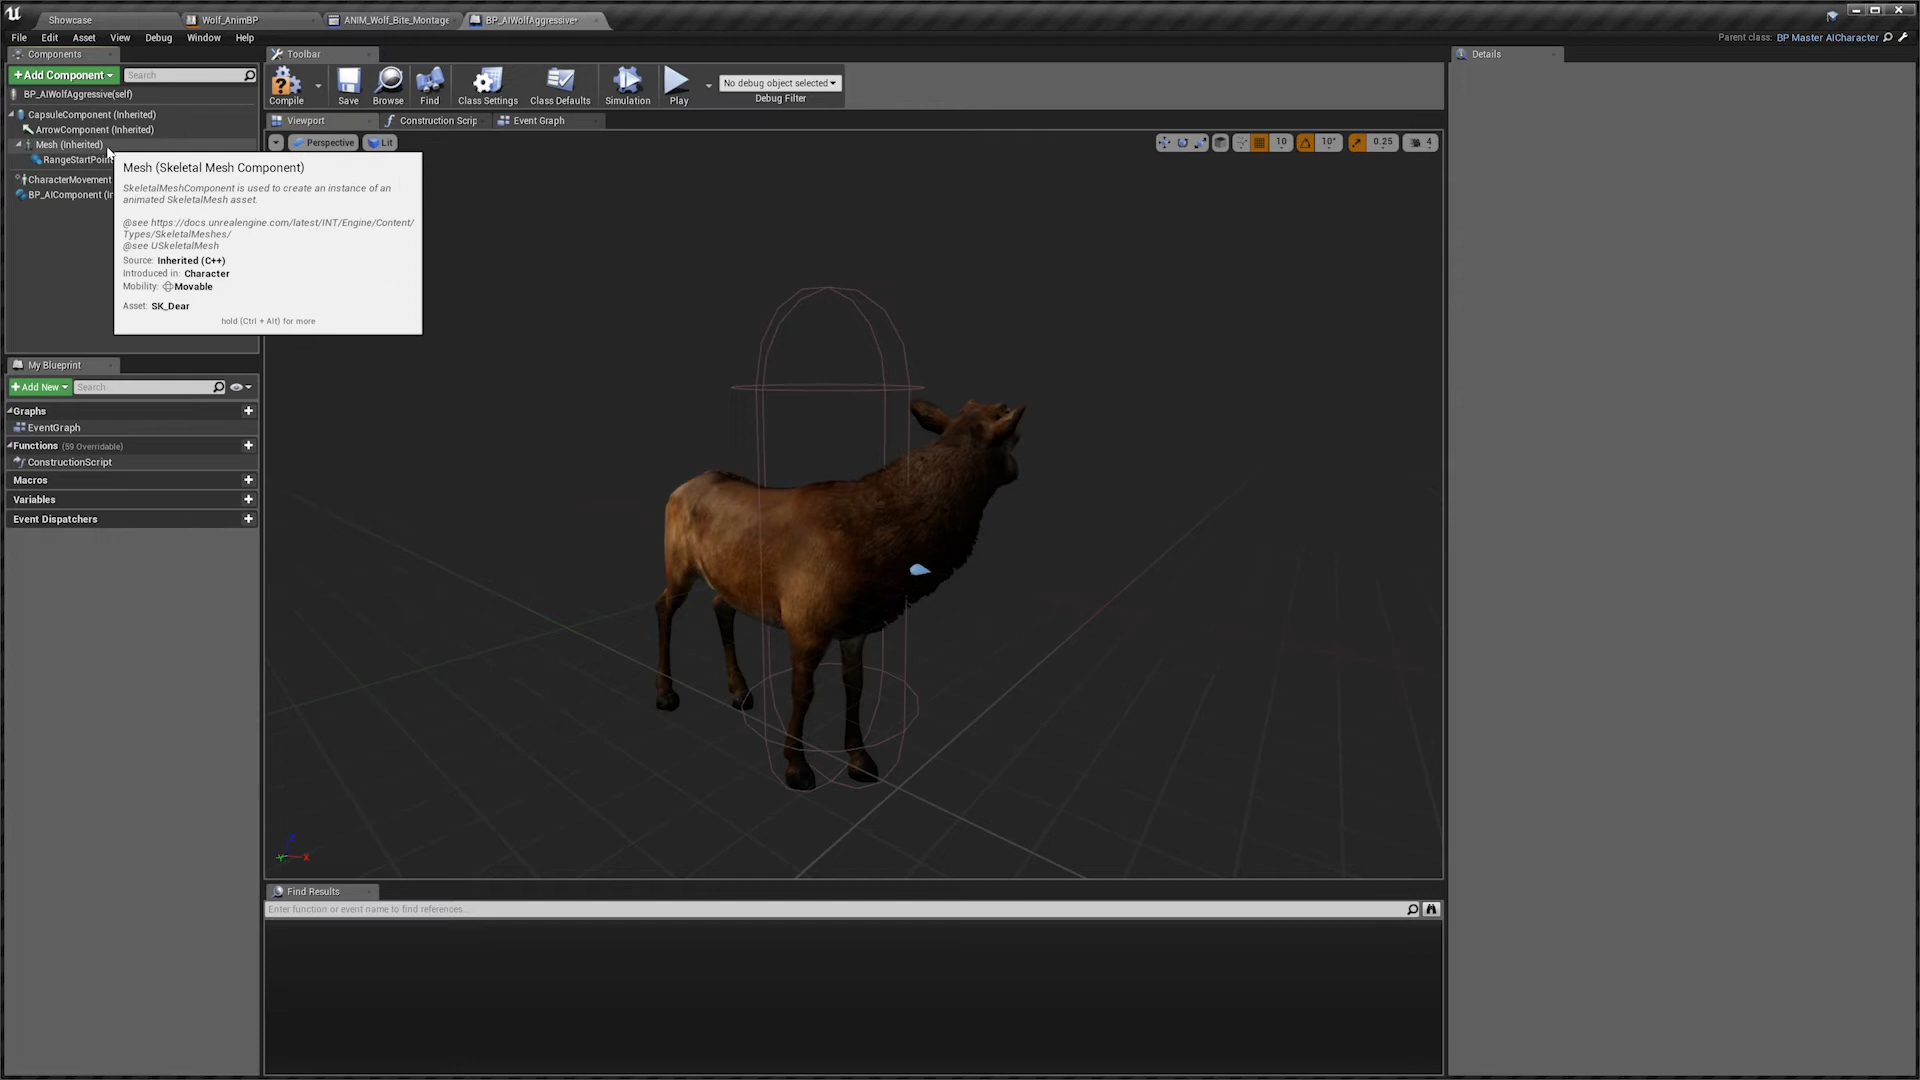 Showcase
Wolf_AnimBP
ANIM_Wolf_Bite_Montage
BP_AIWolfAggressive*
File Edit Asset View Debug Window Help
Parent class: BP Master AICharacter
Components
+Add Component
Search
BP_AIWolfAggressive(self)
CapsuleComponent (Inherited)
ArrowComponent (Inherited)
Mesh (Inherited)
RangeStartPoin
CharacterMovement
BP_AIComponent (In
Mesh (Skeletal Mesh Component)
SkeletalMeshComponent is used to create an instance of an
animated SkeletalMesh asset.
@see https://docs.unrealengine.com/latest/INT/Engine/Content/
Types/SkeletalMeshes/
@see USkeletalMesh
Source: Inherited (C++)
Introduced in: Character
Mobility: Movable
Asset: SK_Dear
hold (Ctrl + Alt) for more
My Blueprint
+Add New
Search
Graphs
EventGraph
Functions (59 Overridable)
ConstructionScript
Macros
Variables
Event Dispatchers
Toolbar
Compile
Save
Browse
Find
Class Settings
Class Defaults
Simulation
Play
No debug object selected
Debug Filter
Viewport
Construction Scrip
Event Graph
Perspective
Lit
10
10°
0.25
4
X
Find Results
Enter function or event name to find references...
Details